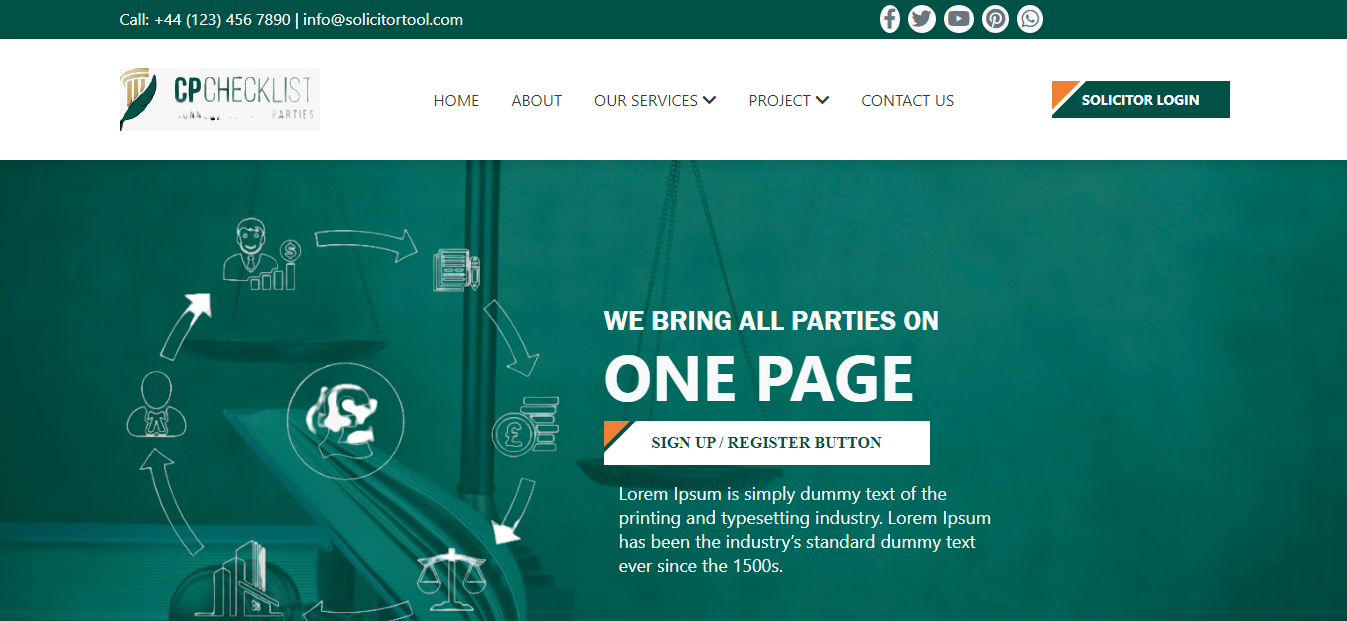 Call: +44 (123) 456 7890 | info@solicitortool.com
CPCHECKLIST
PARTIES
HOME
ABOUT
OUR SERVICES
PROJECT
CONTACT US
SOLICITOR LOGIN
WE BRING ALL PARTIES ON
ONE PAGE
SIGN UP / REGISTER BUTTON
Lorem Ipsum is simply dummy text of the
printing and typesetting industry. Lorem Ipsum
has been the industry’s standard dummy text
ever since the 1500s.